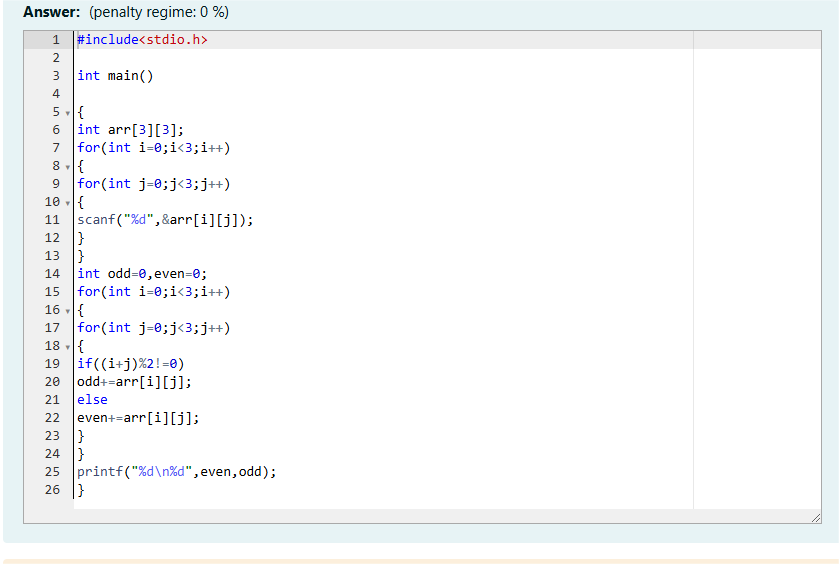 Answer: (penalty regime: 0 %)
1 #include<stdio.h>
2
3 int main()
4
5 {
6 int arr[3][3];
7 for(int i=0;i<3;i++)
8 {
9 for(int j=0;j<3;j++)
10 {
11 scanf("%d",&arr[i][j]);
12 }
13 }
14 int odd=0,even=0;
15 for(int i=0;i<3;i++)
16 {
17 for(int j=0;j<3;j++)
18 {
19 if((i+j)%2!=0)
20 odd+=arr[i][j];
21 else
22 even+=arr[i][j];
23 }
24 }
25 printf("%d\n%d",even,odd);
26 }